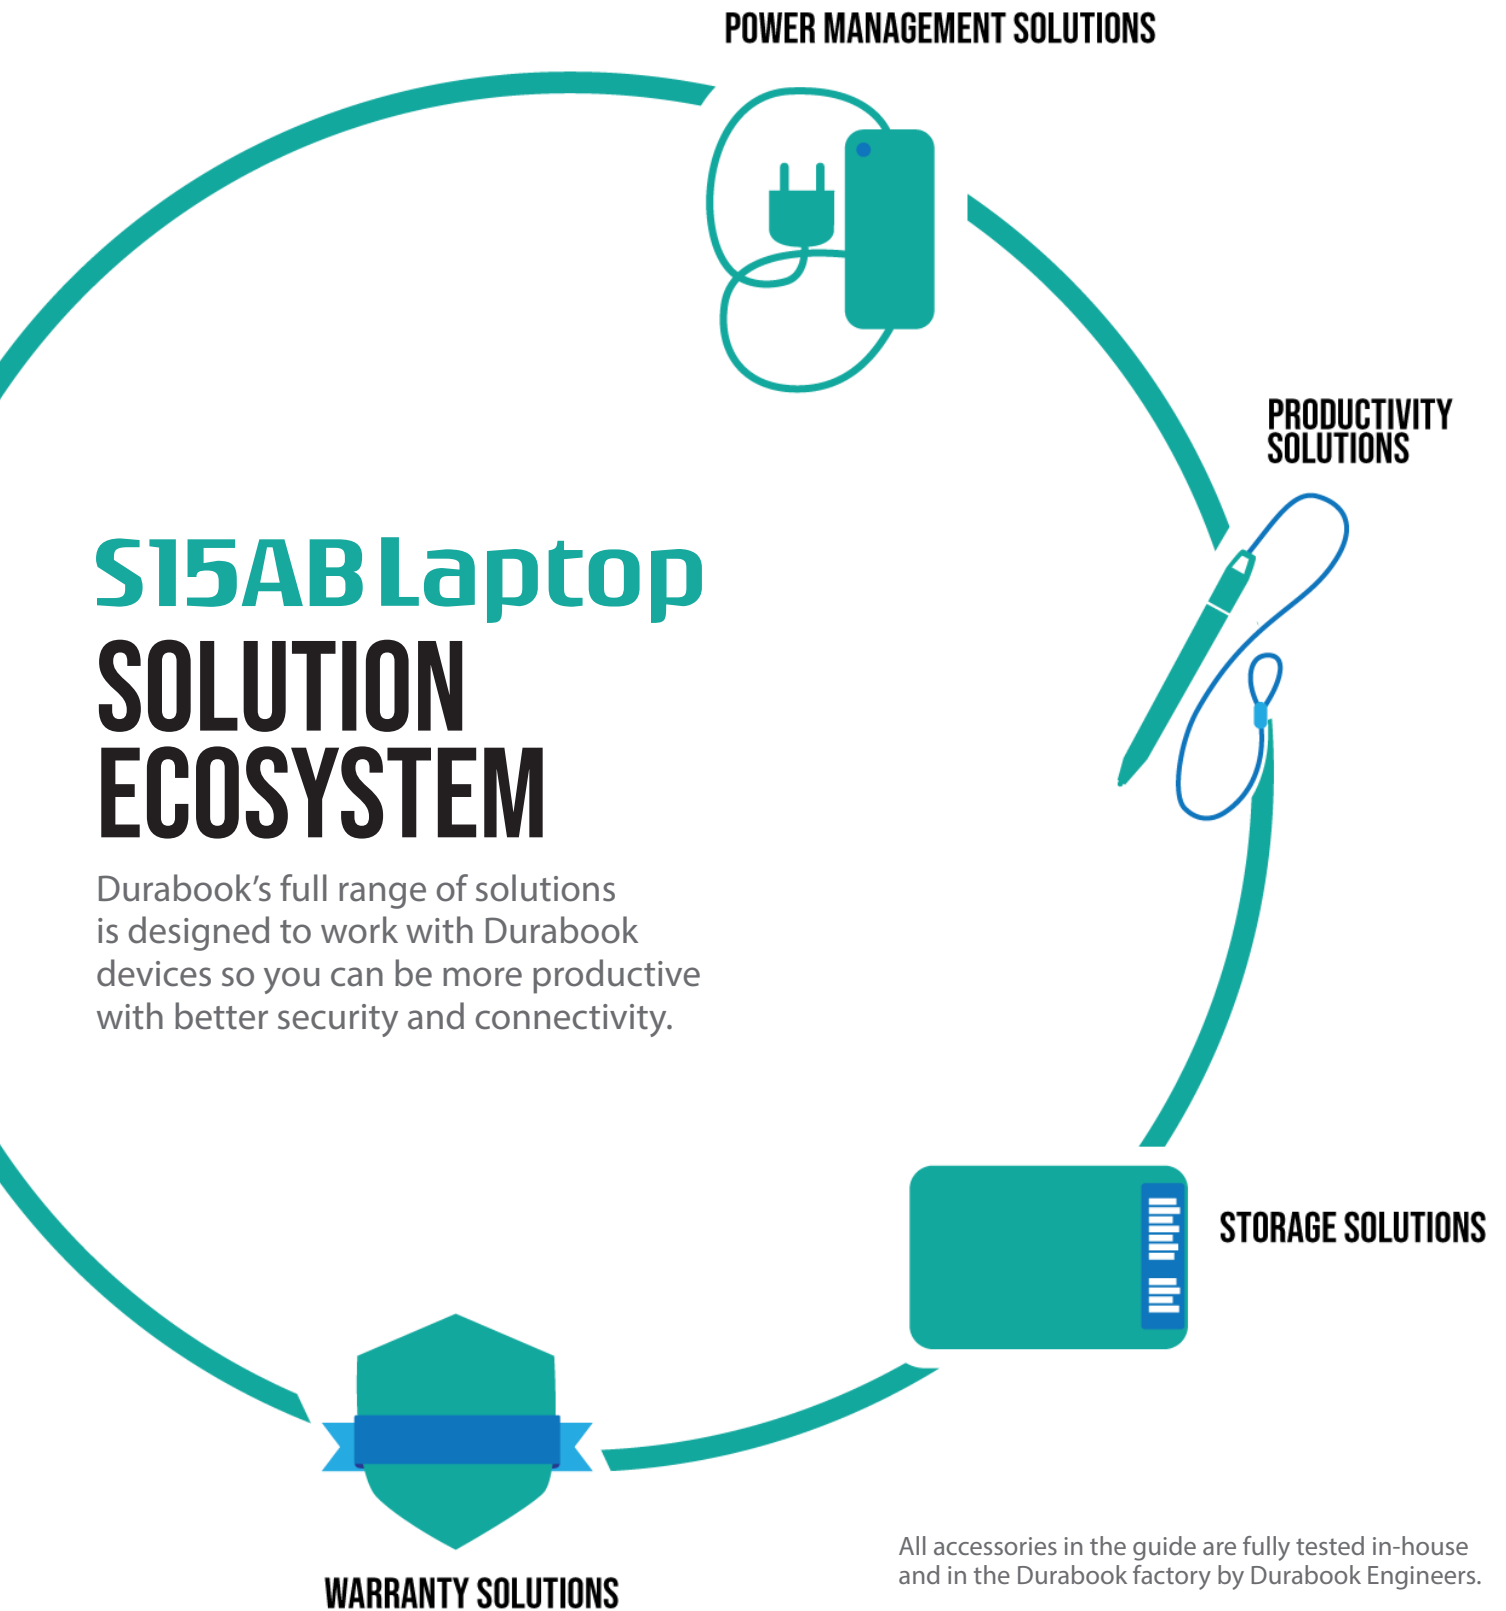 POWER MANAGEMENT SOLUTIONS
PRODUCTIVITY
SOLUTIONS
S15AB Laptop
SOLUTION
ECOSYSTEM
Durabook’s full range of solutions
is designed to work with Durabook
devices so you can be more productive
with better security and connectivity.
STORAGE SOLUTIONS
WARRANTY SOLUTIONS
All accessories in the guide are fully tested in-house
and in the Durabook factory by Durabook Engineers.